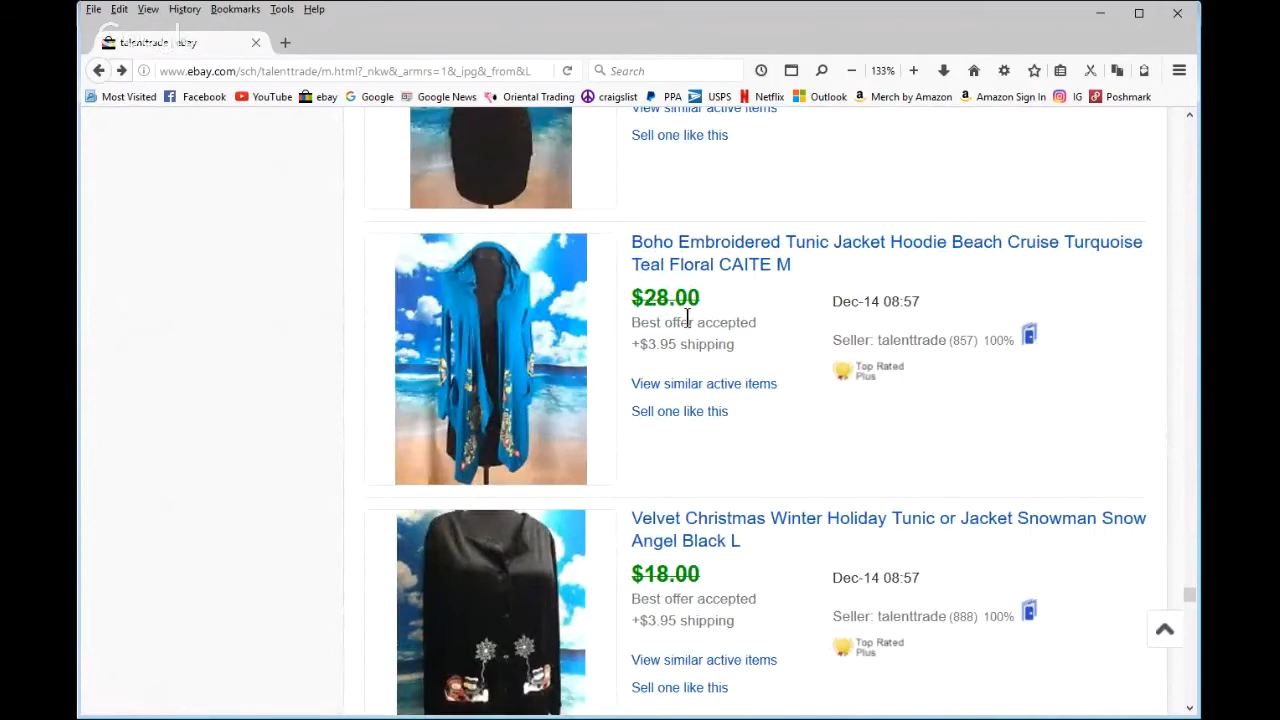 File Edit View History Bookmarks Tools Help
talenttrade | eBay
www.ebay.com/sch/talenttrade/m.html?_nkw&_armrs=1&_ipg&_from&L
Search
133%
Most Visited Facebook YouTube ebay Google Google News Oriental Trading craigslist PPA USPS Netflix Outlook Merch by Amazon Amazon Sign In IG Poshmark
View similar active items
Sell one like this
Boho Embroidered Tunic Jacket Hoodie Beach Cruise Turquoise
Teal Floral CAITE M
$28.00
Dec-14 08:57
Best offer accepted
Seller: talenttrade (857) 100%
+$3.95 shipping
Top Rated
Plus
View similar active items
Sell one like this
Velvet Christmas Winter Holiday Tunic or Jacket Snowman Snow
Angel Black L
$18.00
Dec-14 08:57
Best offer accepted
Seller: talenttrade (888) 100%
+$3.95 shipping
Top Rated
Plus
View similar active items
Sell one like this